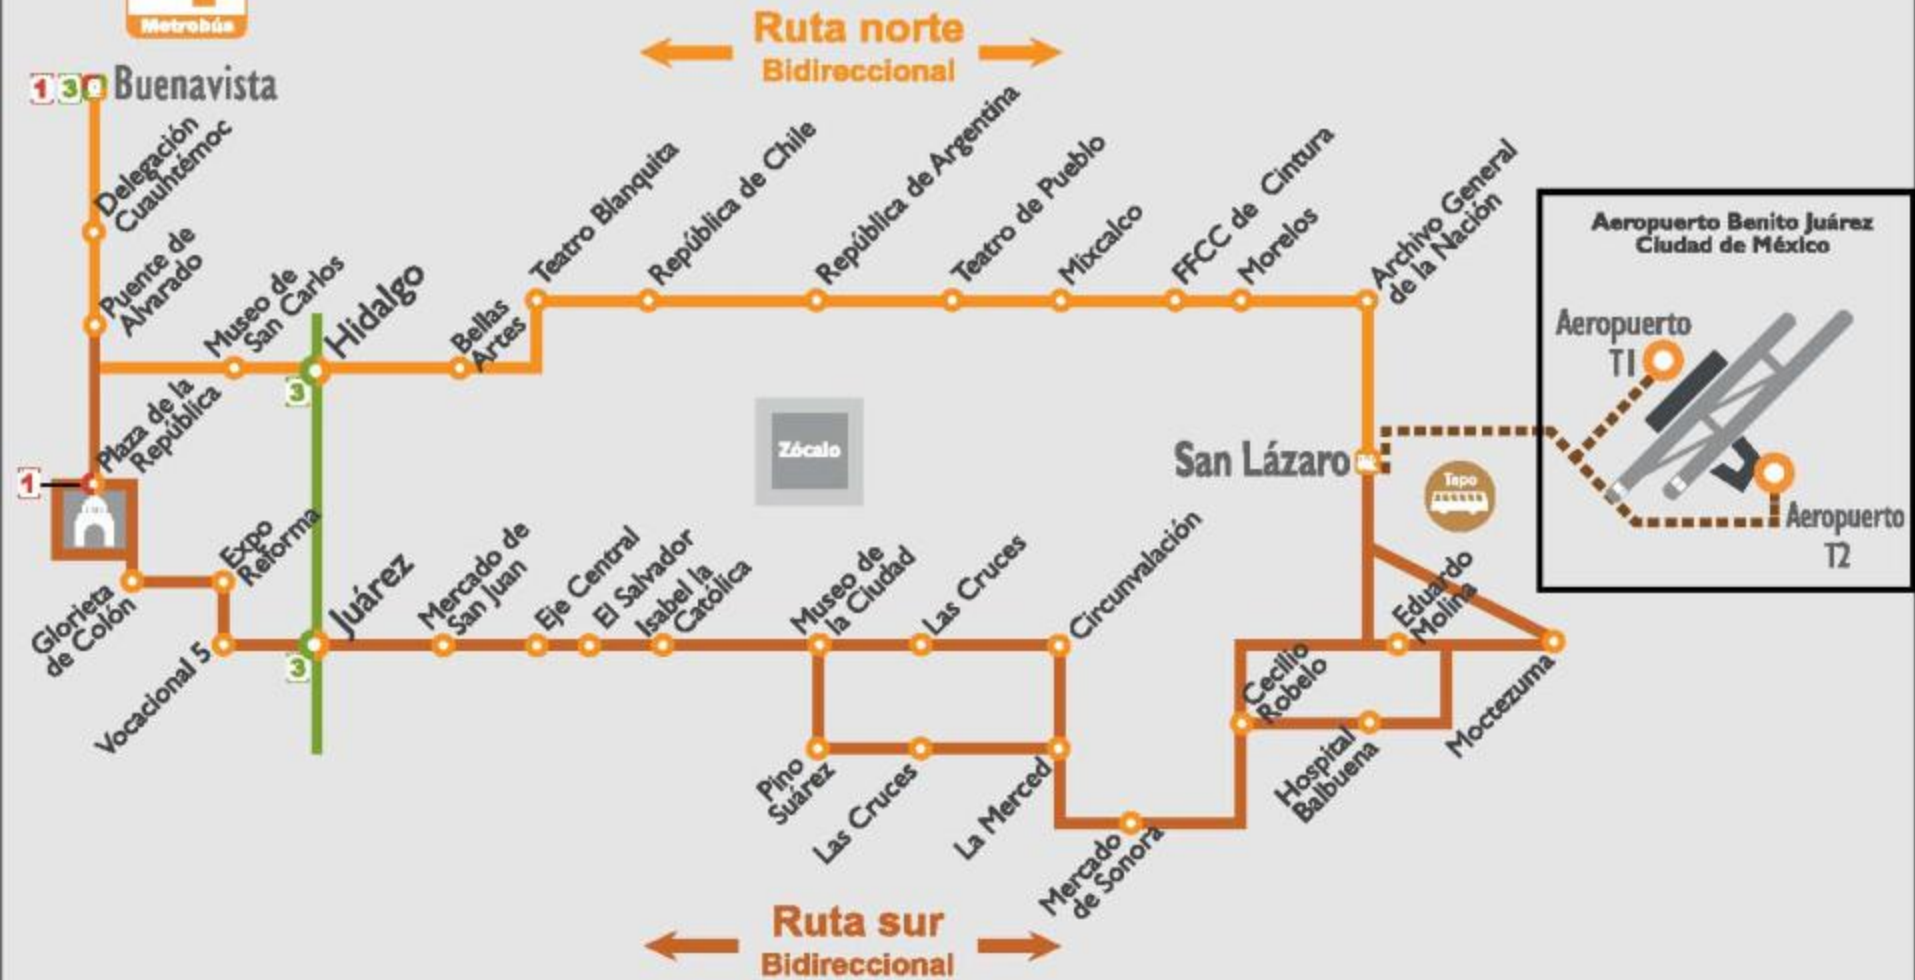 Metrobús
Ruta norte
Bidireccional
1 3 Buenavista
Delegación
Cuauhtémoc
Puente de
Alvarado
Museo de
San Carlos
Hidalgo
3
Bellas
Artes
Teatro Blanquita
República de Chile
República de Argentina
Teatro de Pueblo
Mixcalco
FFCC de Cintura
Morelos
Archivo General
de la Nación
Aeropuerto Benito Juárez
Ciudad de México
Aeropuerto
T1
Aeropuerto
T2
San Lázaro
Tapo
Zócalo
Plaza de la
República
1
Glorieta
de Colón
Expo
Reforma
Vocacional 5
Juárez
3
Mercado de
San Juan
Eje Central
El Salvador
Isabel la
Católica
Museo de
la Ciudad
Las Cruces
Circunvalación
Pino
Suárez
Las Cruces
La Merced
Mercado
de Sonora
Cecilio
Robelo
Hospital
Balbuena
Eduardo
Molina
Moctezuma
Ruta sur
Bidireccional